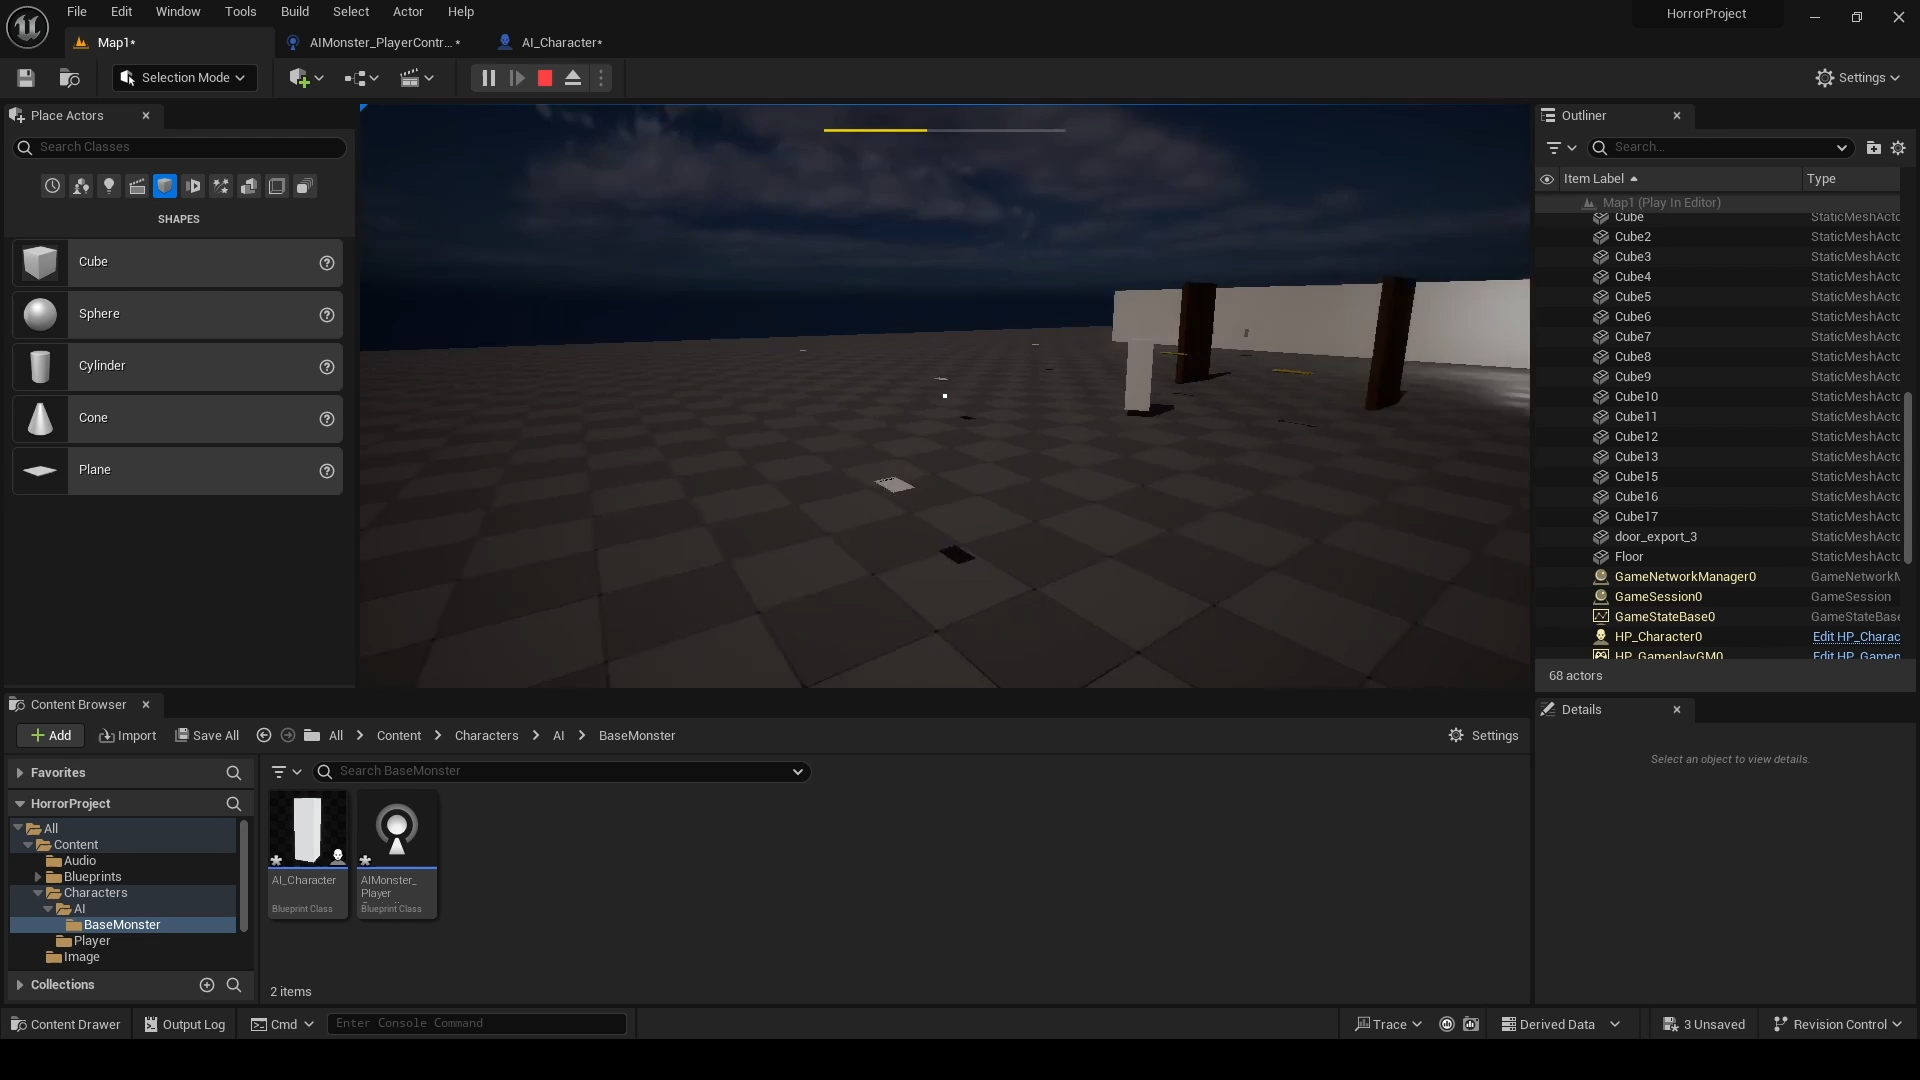 File Edit Window Tools Build Select Actor Help
HorrorProject
Map1*
AIMonster_PlayerContr... *
AI_Character*
Selection Mode
Settings
Place Actors
Search Classes
SHAPES
Cube
Sphere
Cylinder
Cone
Plane
Outliner
Search...
Item Label Type
Map1 (Play In Editor)
Cube StaticMeshActo
Cube2 StaticMeshActo
Cube3 StaticMeshActo
Cube4 StaticMeshActo
Cube5 StaticMeshActo
Cube6 StaticMeshActo
Cube7 StaticMeshActo
Cube8 StaticMeshActo
Cube9 StaticMeshActo
Cube10 StaticMeshActo
Cube11 StaticMeshActo
Cube12 StaticMeshActo
Cube13 StaticMeshActo
Cube15 StaticMeshActo
Cube16 StaticMeshActo
Cube17 StaticMeshActo
door_export_3 StaticMeshActo
Floor StaticMeshActo
GameNetworkManager0 GameNetworkM
GameSession0 GameSession
GameStateBase0 GameStateBase
HP_Character0 Edit HP_Charac
HP_GameplayGM0 Edit HP_Gamep
68 actors
Content Browser
Add Import Save All All Content Characters AI BaseMonster Settings
Favorites
Search BaseMonster
HorrorProject
All
Content
Audio
Blueprints
Characters
AI
BaseMonster
Player
Image
Collections
AI_Character
Blueprint Class
AIMonster_
Player
Blueprint Class
2 items
Details
Select an object to view details.
Content Drawer Output Log Cmd Enter Console Command Trace Derived Data 3 Unsaved Revision Control